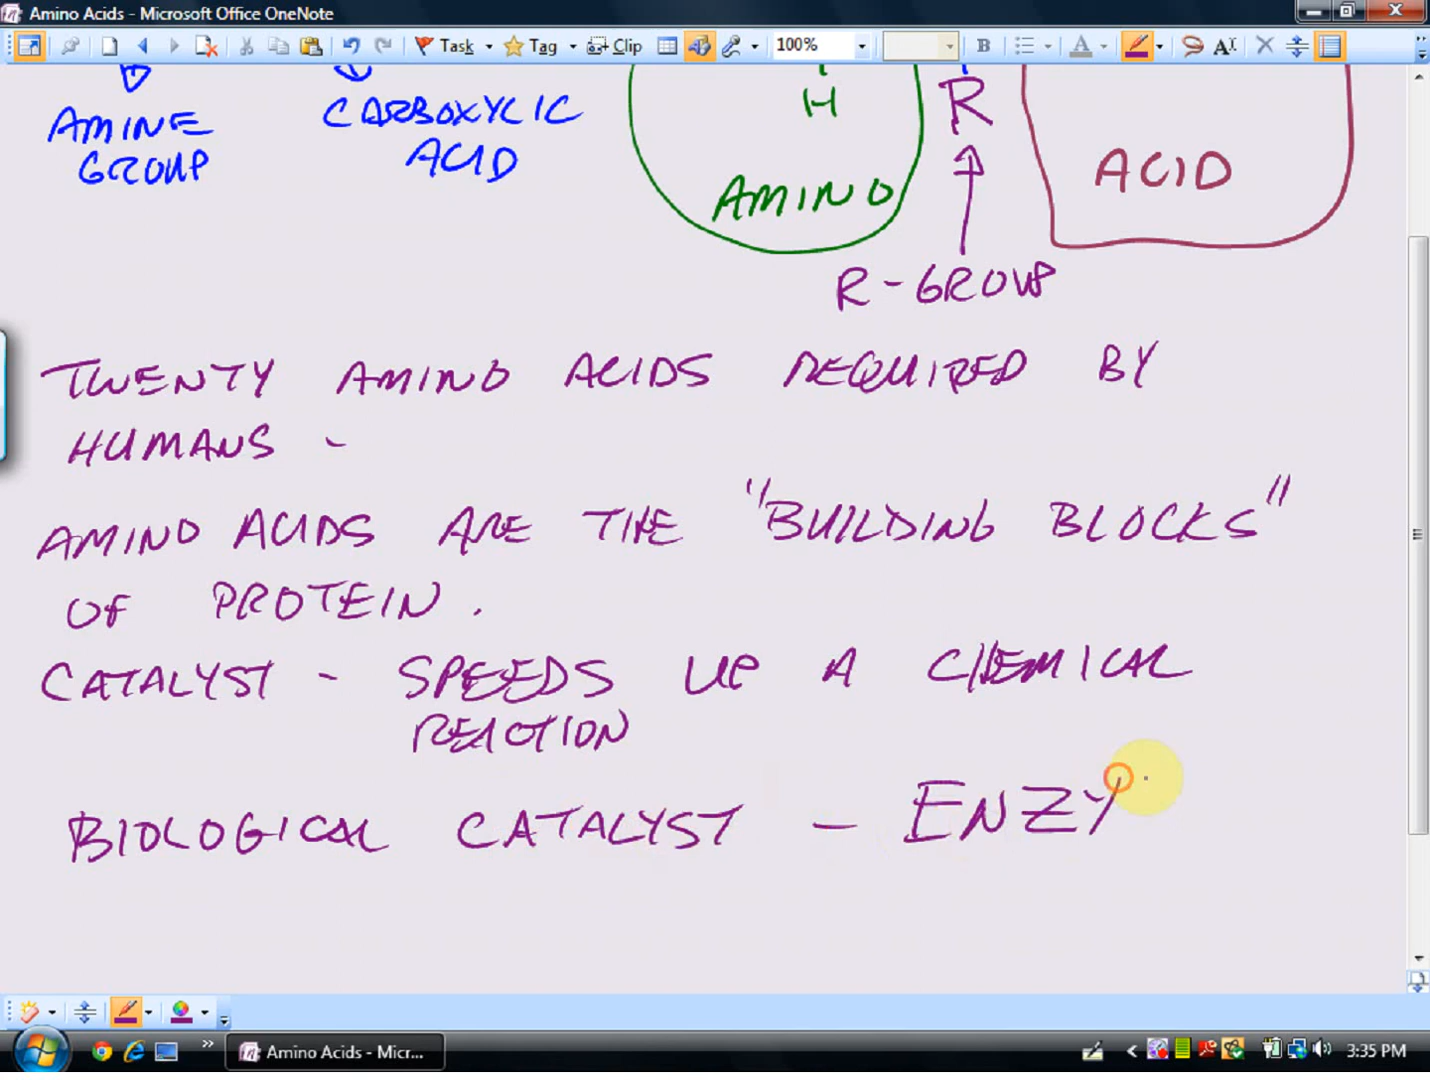 Amino Acids - Microsoft Office OneNote
Task Tag Clip 100% B A
AMINE
GROUP
CARBOXYLIC
ACID
H
AMINO
R
R-GROUP
ACID
TWENTY AMINO ACIDS REQUIRED BY
HUMANS -
AMINO ACIDS ARE THE "BUILDING BLOCKS"
OF PROTEIN.
CATALYST - SPEEDS UP A CHEMICAL
REACTION
BIOLOGICAL CATALYST - ENZY
Amino Acids - Micr...
3:35 PM